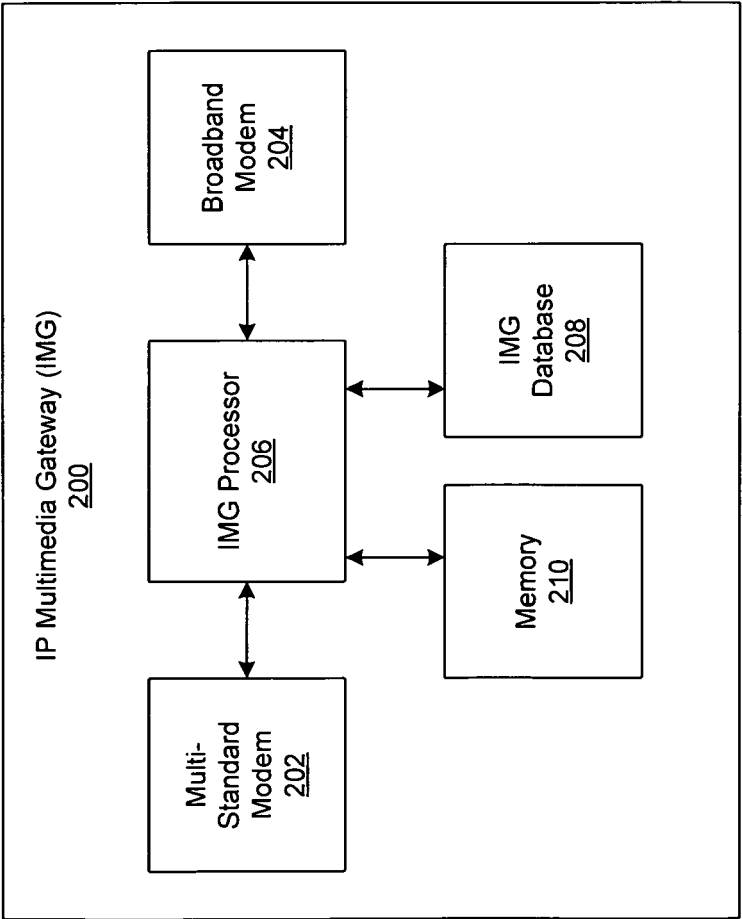 IP Multimedia Gateway (IMG)
200
Multi-
Standard
Modem
202
IMG Processor
206
Broadband
Modem
204
Memory
210
IMG
Database
208